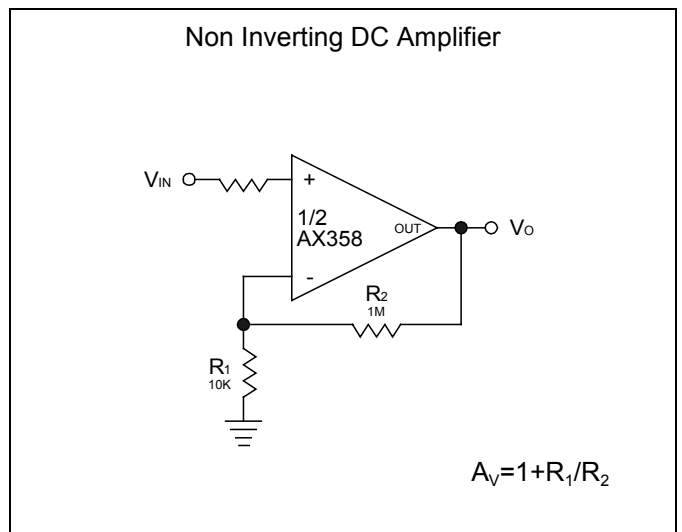 Non Inverting DC Amplifier
VIN
+
1/2
AX358
OUT
VO
-
R2
1M
R1
10K
AV=1+R1/R2